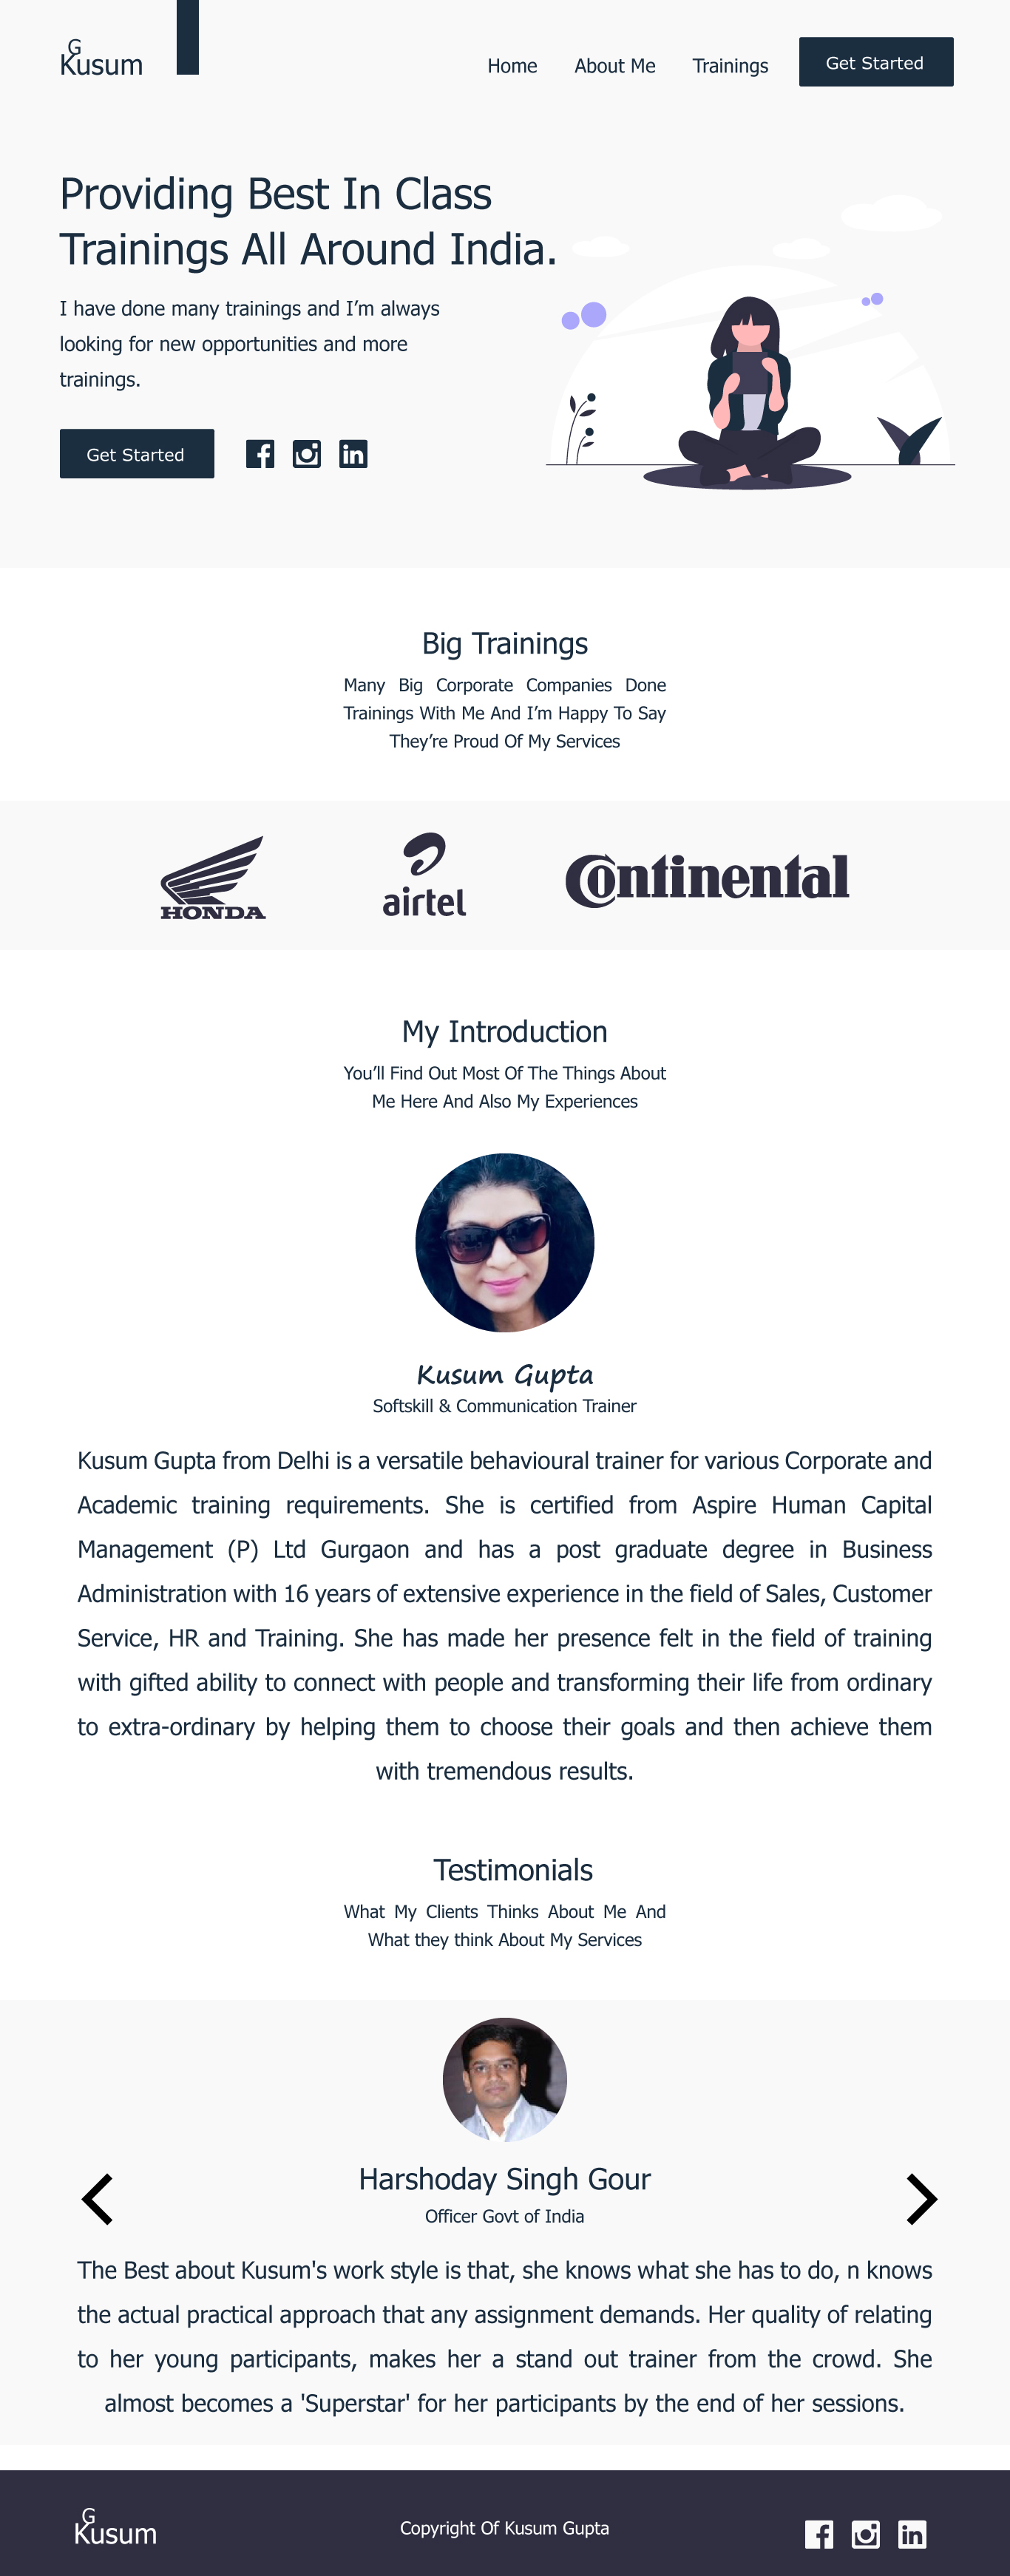 G
Kusum
Home About Me Trainings Get Started
Providing Best In Class
Trainings All Around India.
I have done many trainings and I’m always
looking for new opportunities and more
trainings.
Get Started
Big Trainings
Many Big Corporate Companies Done
Trainings With Me And I’m Happy To Say
They’re Proud Of My Services
HONDA
airtel
Continental
My Introduction
You’ll Find Out Most Of The Things About
Me Here And Also My Experiences
Kusum Gupta
Softskill & Communication Trainer
Kusum Gupta from Delhi is a versatile behavioural trainer for various Corporate and
Academic training requirements. She is certified from Aspire Human Capital
Management (P) Ltd Gurgaon and has a post graduate degree in Business
Administration with 16 years of extensive experience in the field of Sales, Customer
Service, HR and Training. She has made her presence felt in the field of training
with gifted ability to connect with people and transforming their life from ordinary
to extra-ordinary by helping them to choose their goals and then achieve them
with tremendous results.
Testimonials
What My Clients Thinks About Me And
What they think About My Services
Harshoday Singh Gour
Officer Govt of India
The Best about Kusum's work style is that, she knows what she has to do, n knows
the actual practical approach that any assignment demands. Her quality of relating
to her young participants, makes her a stand out trainer from the crowd. She
almost becomes a 'Superstar' for her participants by the end of her sessions.
G
Kusum
Copyright Of Kusum Gupta